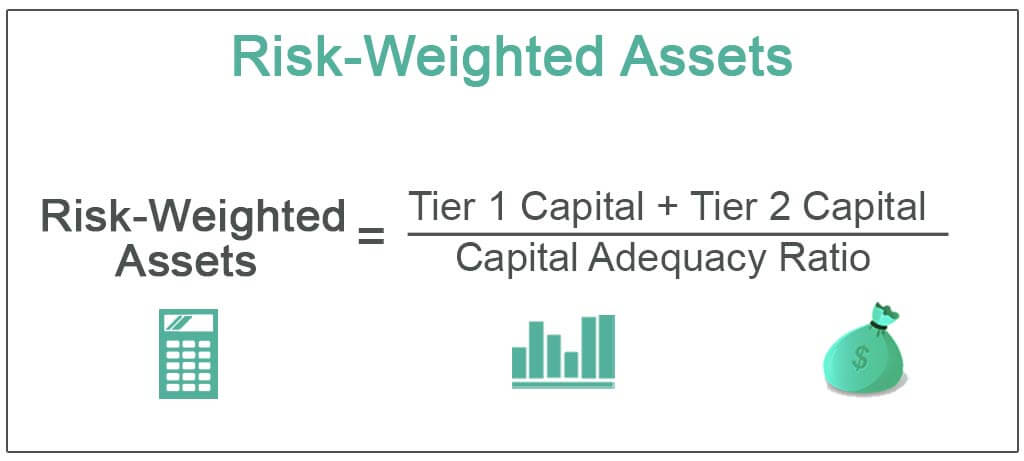 Risk-Weighted Assets
Risk-Weighted
Assets
=
Tier 1 Capital + Tier 2 Capital
Capital Adequacy Ratio
$